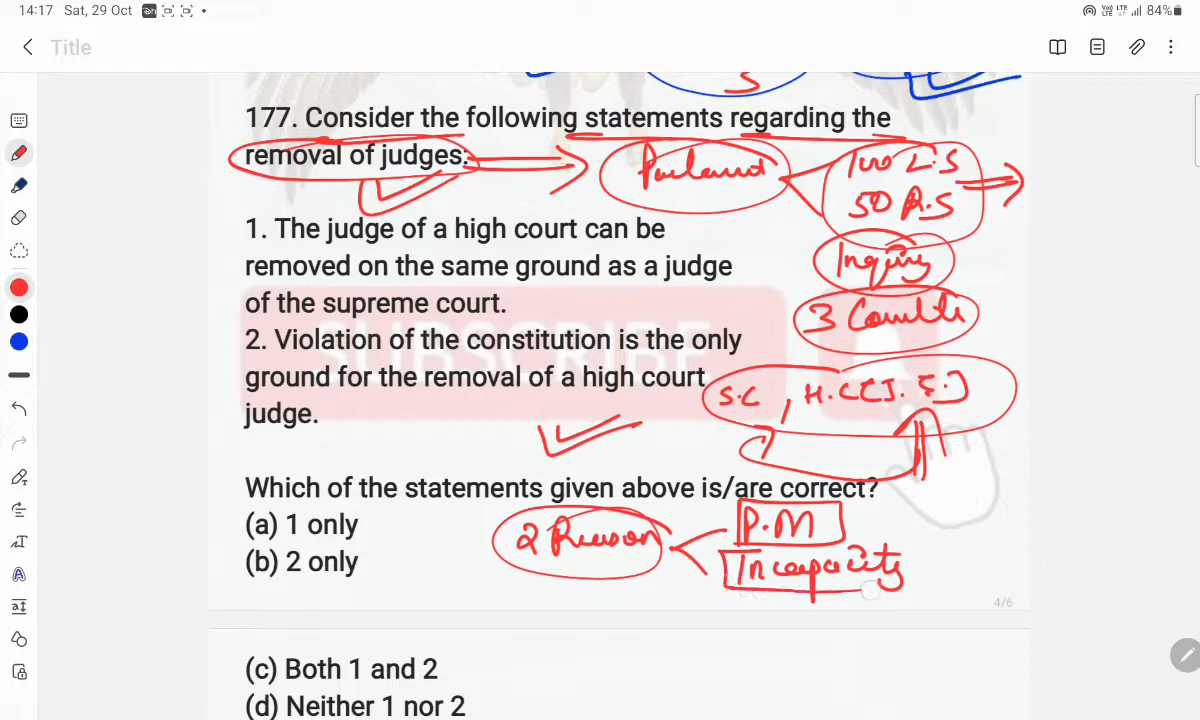 14:17 Sat, 29 Oct
84%
Title
S
177. Consider the following statements regarding the
removal of judges:
100 L.S
50 R.S
1. The judge of a high court can be
removed on the same ground as a judge
of the supreme court.
Inquiry
3
2. Violation of the constitution is the only
ground for the removal of a high court
judge.
SUBSCRIBE
S.C , H.C
Which of the statements given above is/are correct?
(a) 1 only
(b) 2 only
2 Reason
P.M
Incapacity
4/6
(c) Both 1 and 2
(d) Neither 1 nor 2